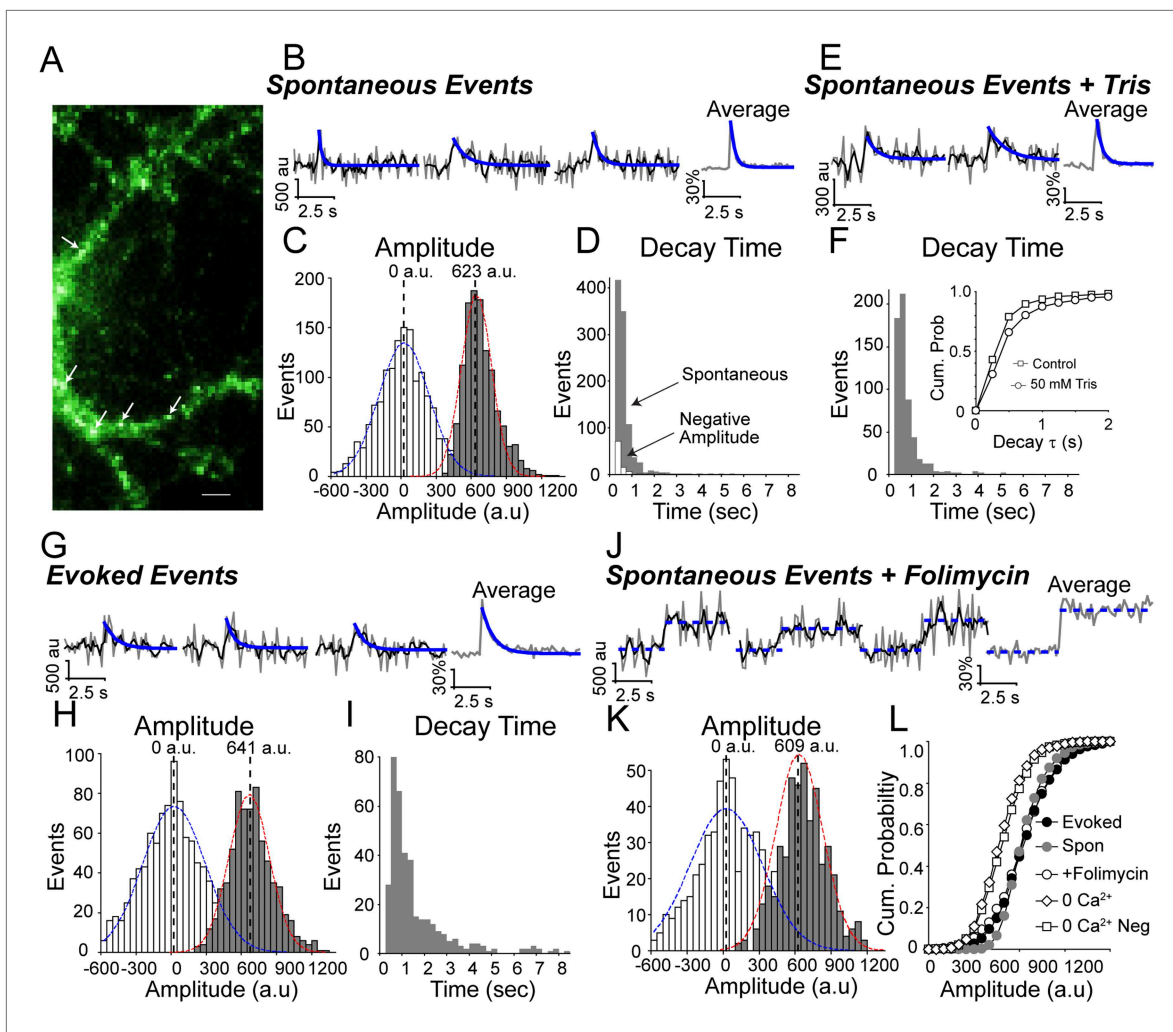 A
B
Spontaneous Events
Average
500 au
2.5 s
30%
2.5 s
E
Spontaneous Events + Tris
Average
300 au
2.5 s
30%
2.5 s
C
Amplitude
0 a.u. 623 a.u.
200
150
100
50
0
Events
-600 -300 0 300 600 900 1200
Amplitude (a.u)
D
Decay Time
400
300
200
100
0
Events
Spontaneous
Negative
Amplitude
0 1 2 3 4 5 6 7 8
Time (sec)
F
Decay Time
200
150
100
50
0
Events
0 1 2 3 4 5 6 7 8
Time (sec)
1.0
0.5
0
Cum. Prob
Control
50 mM Tris
0 1 2
Decay τ (s)
G
Evoked Events
Average
500 au
2.5 s
30%
2.5 s
J
Spontaneous Events + Folimycin
Average
500 au
2.5 s
30%
2.5 s
H
Amplitude
0 a.u. 641 a.u.
100
80
60
40
20
0
Events
-600 -300 0 300 600 900 1200
Amplitude (a.u)
I
Decay Time
80
60
40
20
0
Events
0 1 2 3 4 5 6 7 8
Time (sec)
K
Amplitude
0 a.u. 609 a.u.
50
40
30
20
10
0
Events
-600 -300 0 300 600 900 1200
Amplitude (a.u)
L
1.0
0.8
0.6
0.4
0.2
0
Cum. Probabiltiy
Evoked
Spon
+Folimycin
0 Ca²⁺
0 Ca²⁺ Neg
0 300 600 900 1200
Amplitude (a.u)